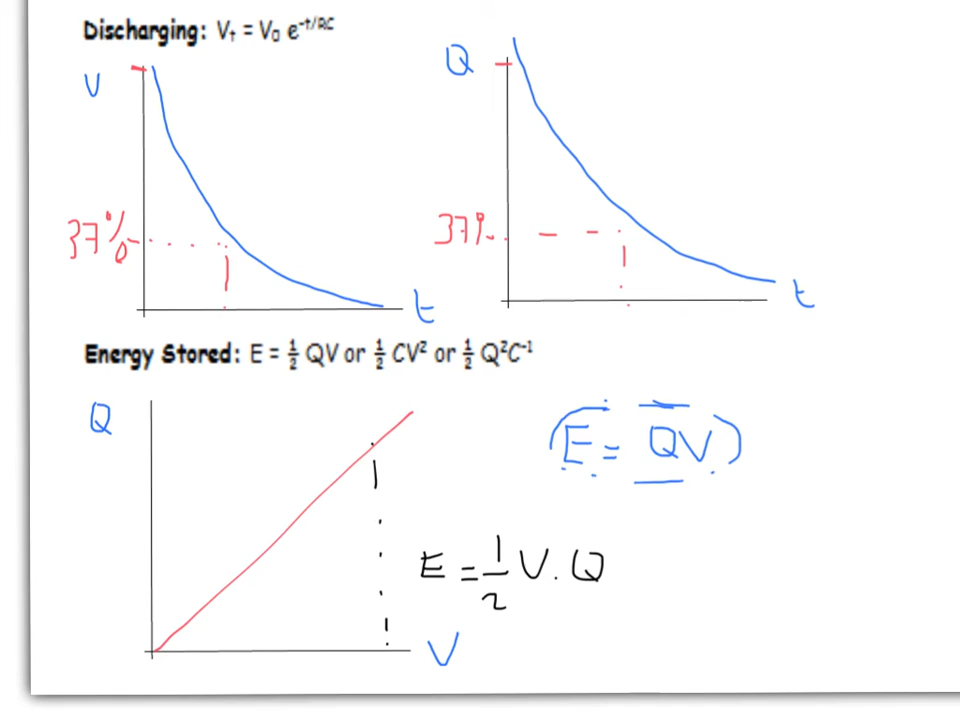 Discharging: Vₜ = V₀ e⁻ᵗ/ᴿᶜ
V
Q
37%
37%
t
t
Energy Stored: E = ½ QV or ½ CV² or ½ Q²C⁻¹
Q
(E = QV)
E = ½ V.Q
V